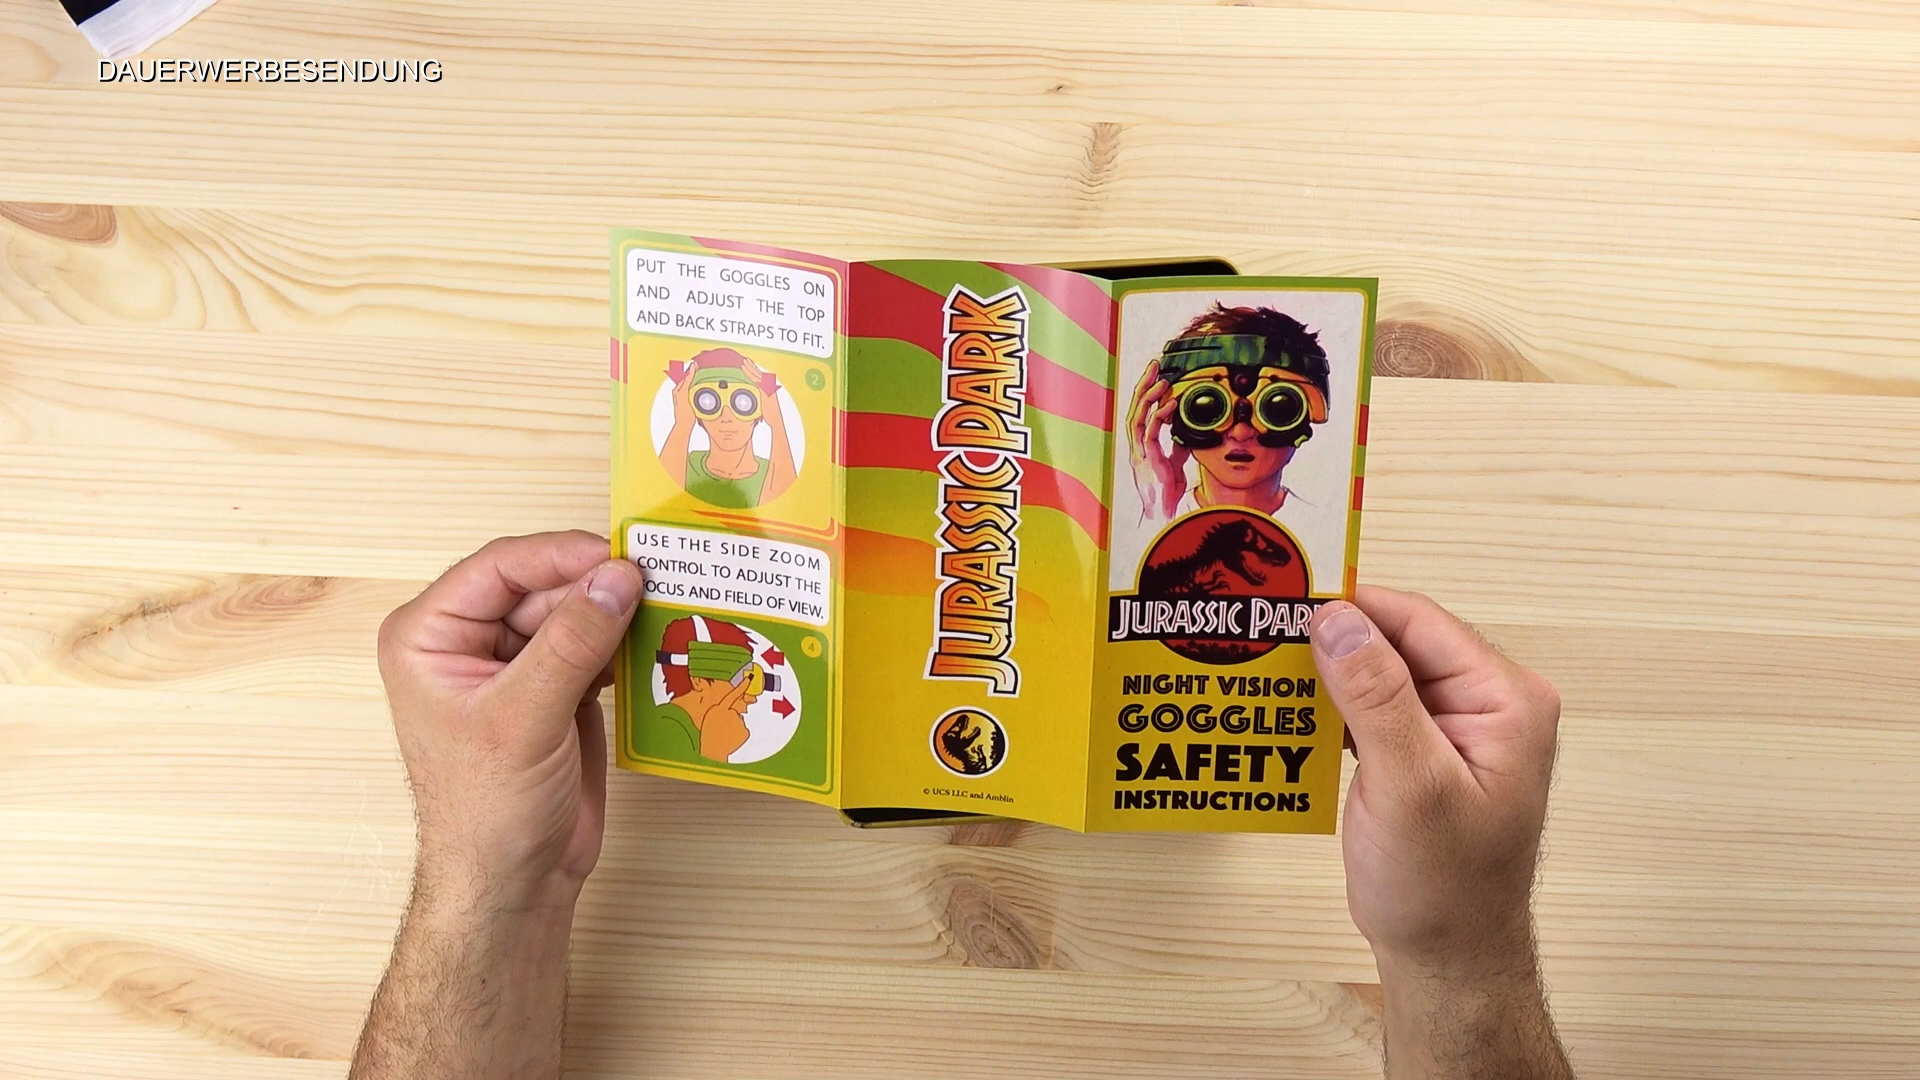 DAUERWERBESENDUNG
PUT THE GOGGLES ON
AND ADJUST THE TOP
AND BACK STRAPS TO FIT.
2
USE THE SIDE ZOOM
CONTROL TO ADJUST THE
FOCUS AND FIELD OF VIEW.
4
JURASSIC PARK
© UCS LLC and Amblin
JURASSIC PARK
NIGHT VISION
GOGGLES
SAFETY
INSTRUCTIONS